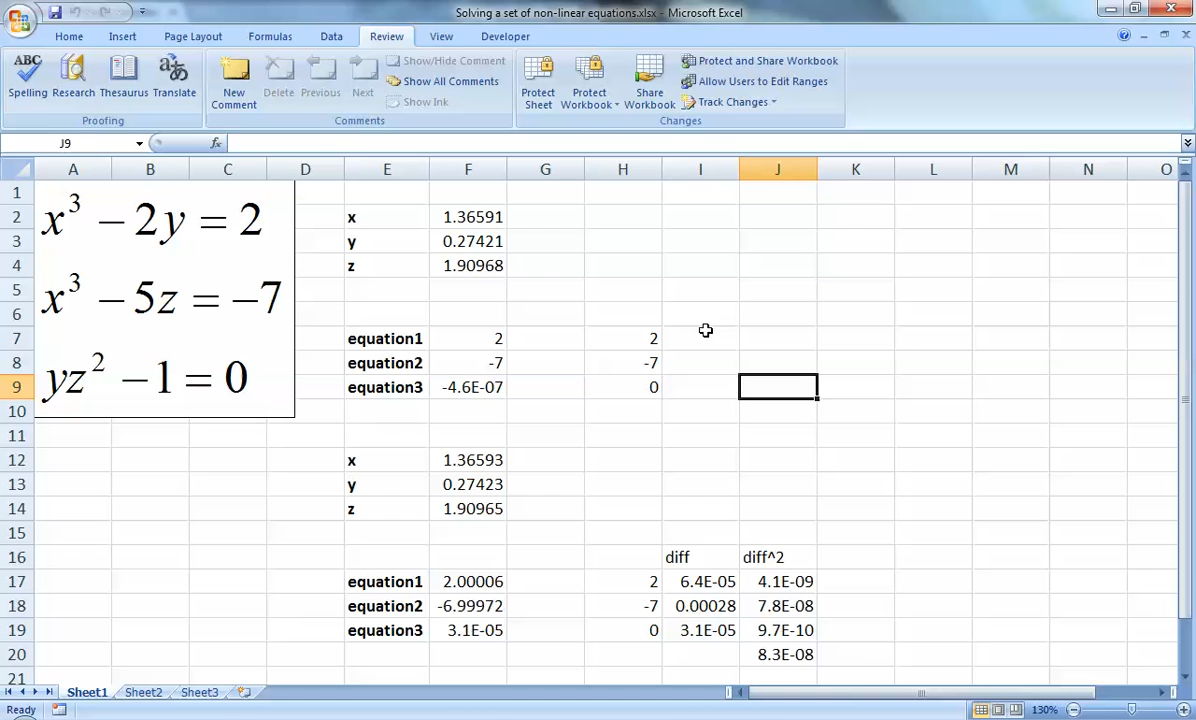 Solving a set of non-linear equations.xlsx - Microsoft Excel
Home Insert Page Layout Formulas Data Review View Developer
ABC Spelling Research Thesaurus Translate
Proofing
New Comment Delete Previous Next
Show/Hide Comment
Show All Comments
Show Ink
Comments
Protect Sheet Protect Workbook Share Workbook
Protect and Share Workbook
Allow Users to Edit Ranges
Track Changes
Changes
J9 fx
A B C D E F G H I J K L M N O
1
2 x 1.36591
3 y 0.27421
4 z 1.90968
5
6
7 equation1 2 2
8 equation2 -7 -7
9 equation3 -4.6E-07 0
10
11
12 x 1.36593
13 y 0.27423
14 z 1.90965
15
16 diff diff^2
17 equation1 2.00006 2 6.4E-05 4.1E-09
18 equation2 -6.99972 -7 0.00028 7.8E-08
19 equation3 3.1E-05 0 3.1E-05 9.7E-10
20 8.3E-08
21
x³ − 2y = 2
x³ − 5z = −7
yz² − 1 = 0
Sheet1 Sheet2 Sheet3
Ready 130%